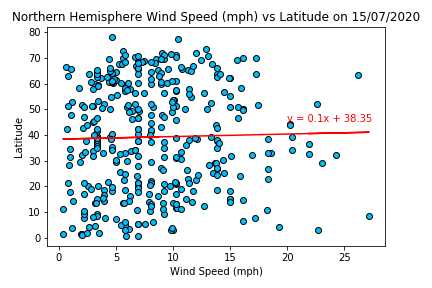 Northern Hemisphere Wind Speed (mph) vs Latitude on 15/07/2020
80
70
60
50
40
30
20
10
0
Latitude
y = 0.1x + 38.35
0 5 10 15 20 25
Wind Speed (mph)